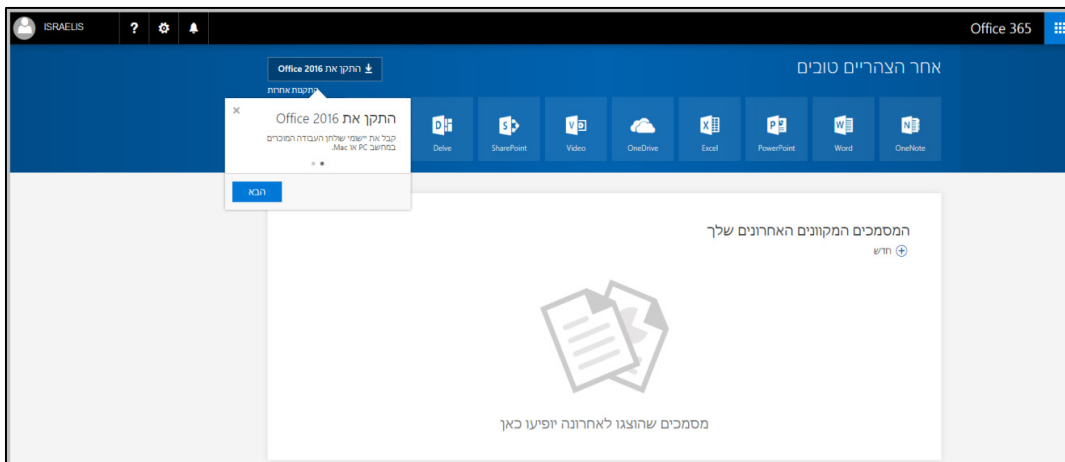 Office 365
ISRAELIS
אחר הצהריים טובים
התקן את Office 2016
התקנות אחרות
OneNote
Word
PowerPoint
Excel
OneDrive
Video
SharePoint
Delve
התקן את Office 2016
קבל את יישומי שולחן העבודה המוכרים
במחשב PC או Mac.
הבא
המסמכים המקוונים האחרונים שלך
חדש
מסמכים שהוצגו לאחרונה יופיעו כאן